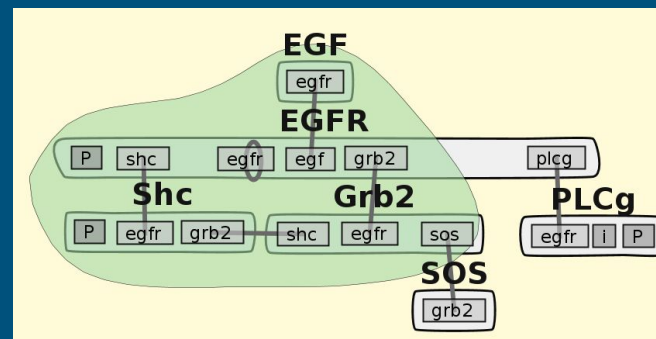 EGF
egfr
EGFR
P shc egfr egf grb2 plcg
Shc Grb2 PLCg
P egfr grb2 shc egfr sos egfr i P
SOS
grb2